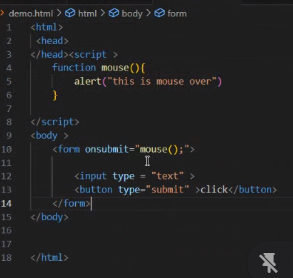 demo.html > html > body > form
1 <html>
2 <head>
3 </head><script >
4 function mouse(){
5 alert("this is mouse over")
6 }
7
8 </script>
9 <body >
10 <form onsubmit="mouse();">
11
12 <input type = "text" >
13 <button type="submit" >click</button>
14 </form>
15 </body>
16
17
18 </html>